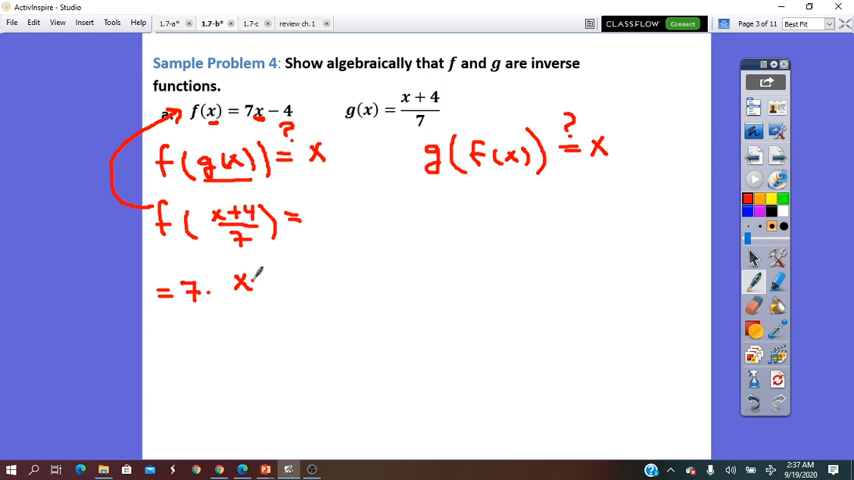 ActivInspire - Studio
File Edit View Insert Tools Help
1.7-a* 1.7-b* 1.7-c review ch.1
CLASSFLOW Connect
Page 3 of 11
Best Fit
Sample Problem 4: Show algebraically that f and g are inverse
functions.
a. f(x) = 7x − 4 g(x) = (x + 4)/7
f(g(x)) ?= x g(f(x)) ?= x
f((x+4)/7) =
= 7. x
2:37 AM
9/19/2020